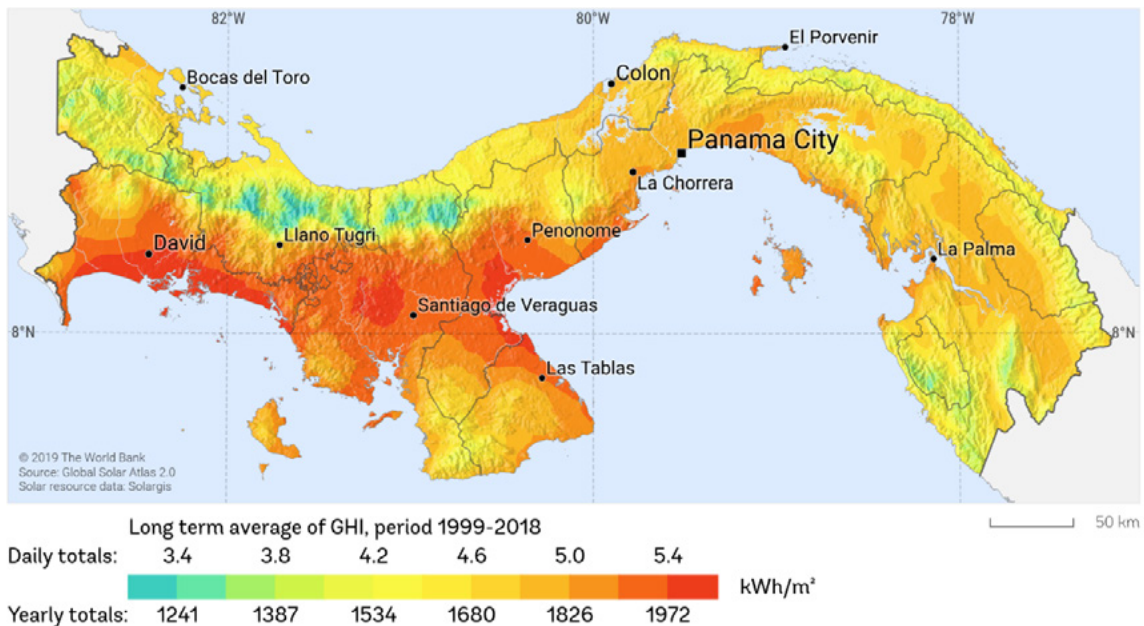 82°W 80°W 78°W
El Porvenir
Bocas del Toro
Colon
Panama City
La Chorrera
Penonome
David
Llano Tugri
La Palma
Santiago de Veraguas
8°N 8°N
Las Tablas
© 2019 The World Bank
Source: Global Solar Atlas 2.0
Solar resource data: Solargis
50 km
Long term average of GHI, period 1999-2018
Daily totals: 3.4 3.8 4.2 4.6 5.0 5.4
kWh/m²
Yearly totals: 1241 1387 1534 1680 1826 1972